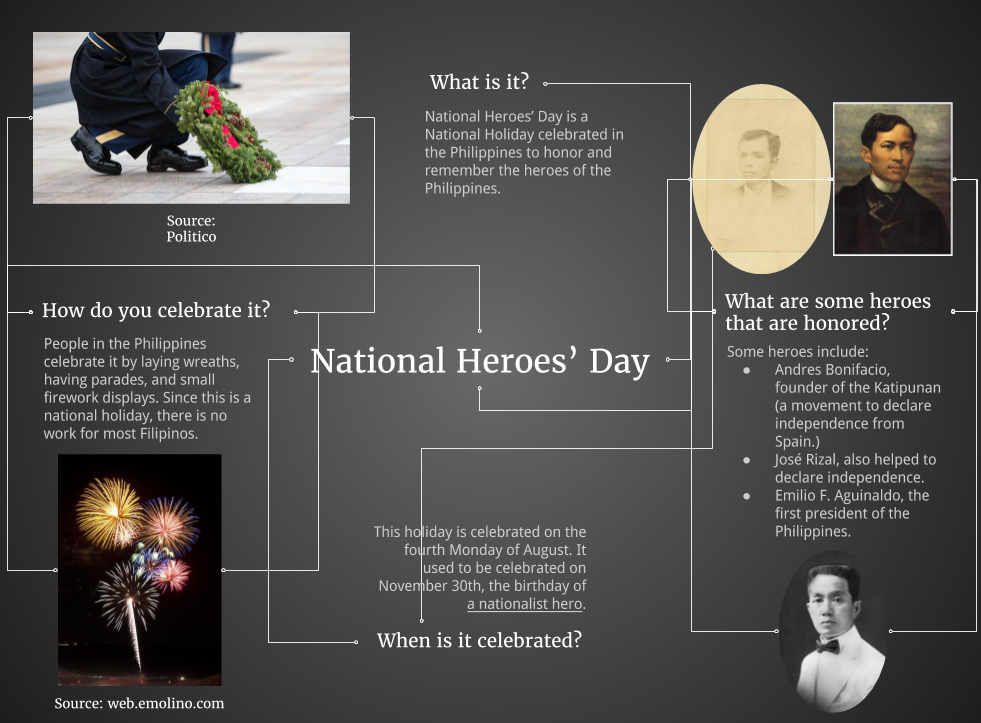 What is it?
National Heroes’ Day is a
National Holiday celebrated in
the Philippines to honor and
remember the heroes of the
Philippines.
Source:
Politico
How do you celebrate it?
People in the Philippines
celebrate it by laying wreaths,
having parades, and small
firework displays. Since this is a
national holiday, there is no
work for most Filipinos.
Source: web.emolino.com
National Heroes’ Day
What are some heroes
that are honored?
Some heroes include:
● Andres Bonifacio,
founder of the Katipunan
(a movement to declare
independence from
Spain.)
● José Rizal, also helped to
declare independence.
● Emilio F. Aguinaldo, the
first president of the
Philippines.
This holiday is celebrated on the
fourth Monday of August. It
used to be celebrated on
November 30th, the birthday of
a nationalist hero.
When is it celebrated?